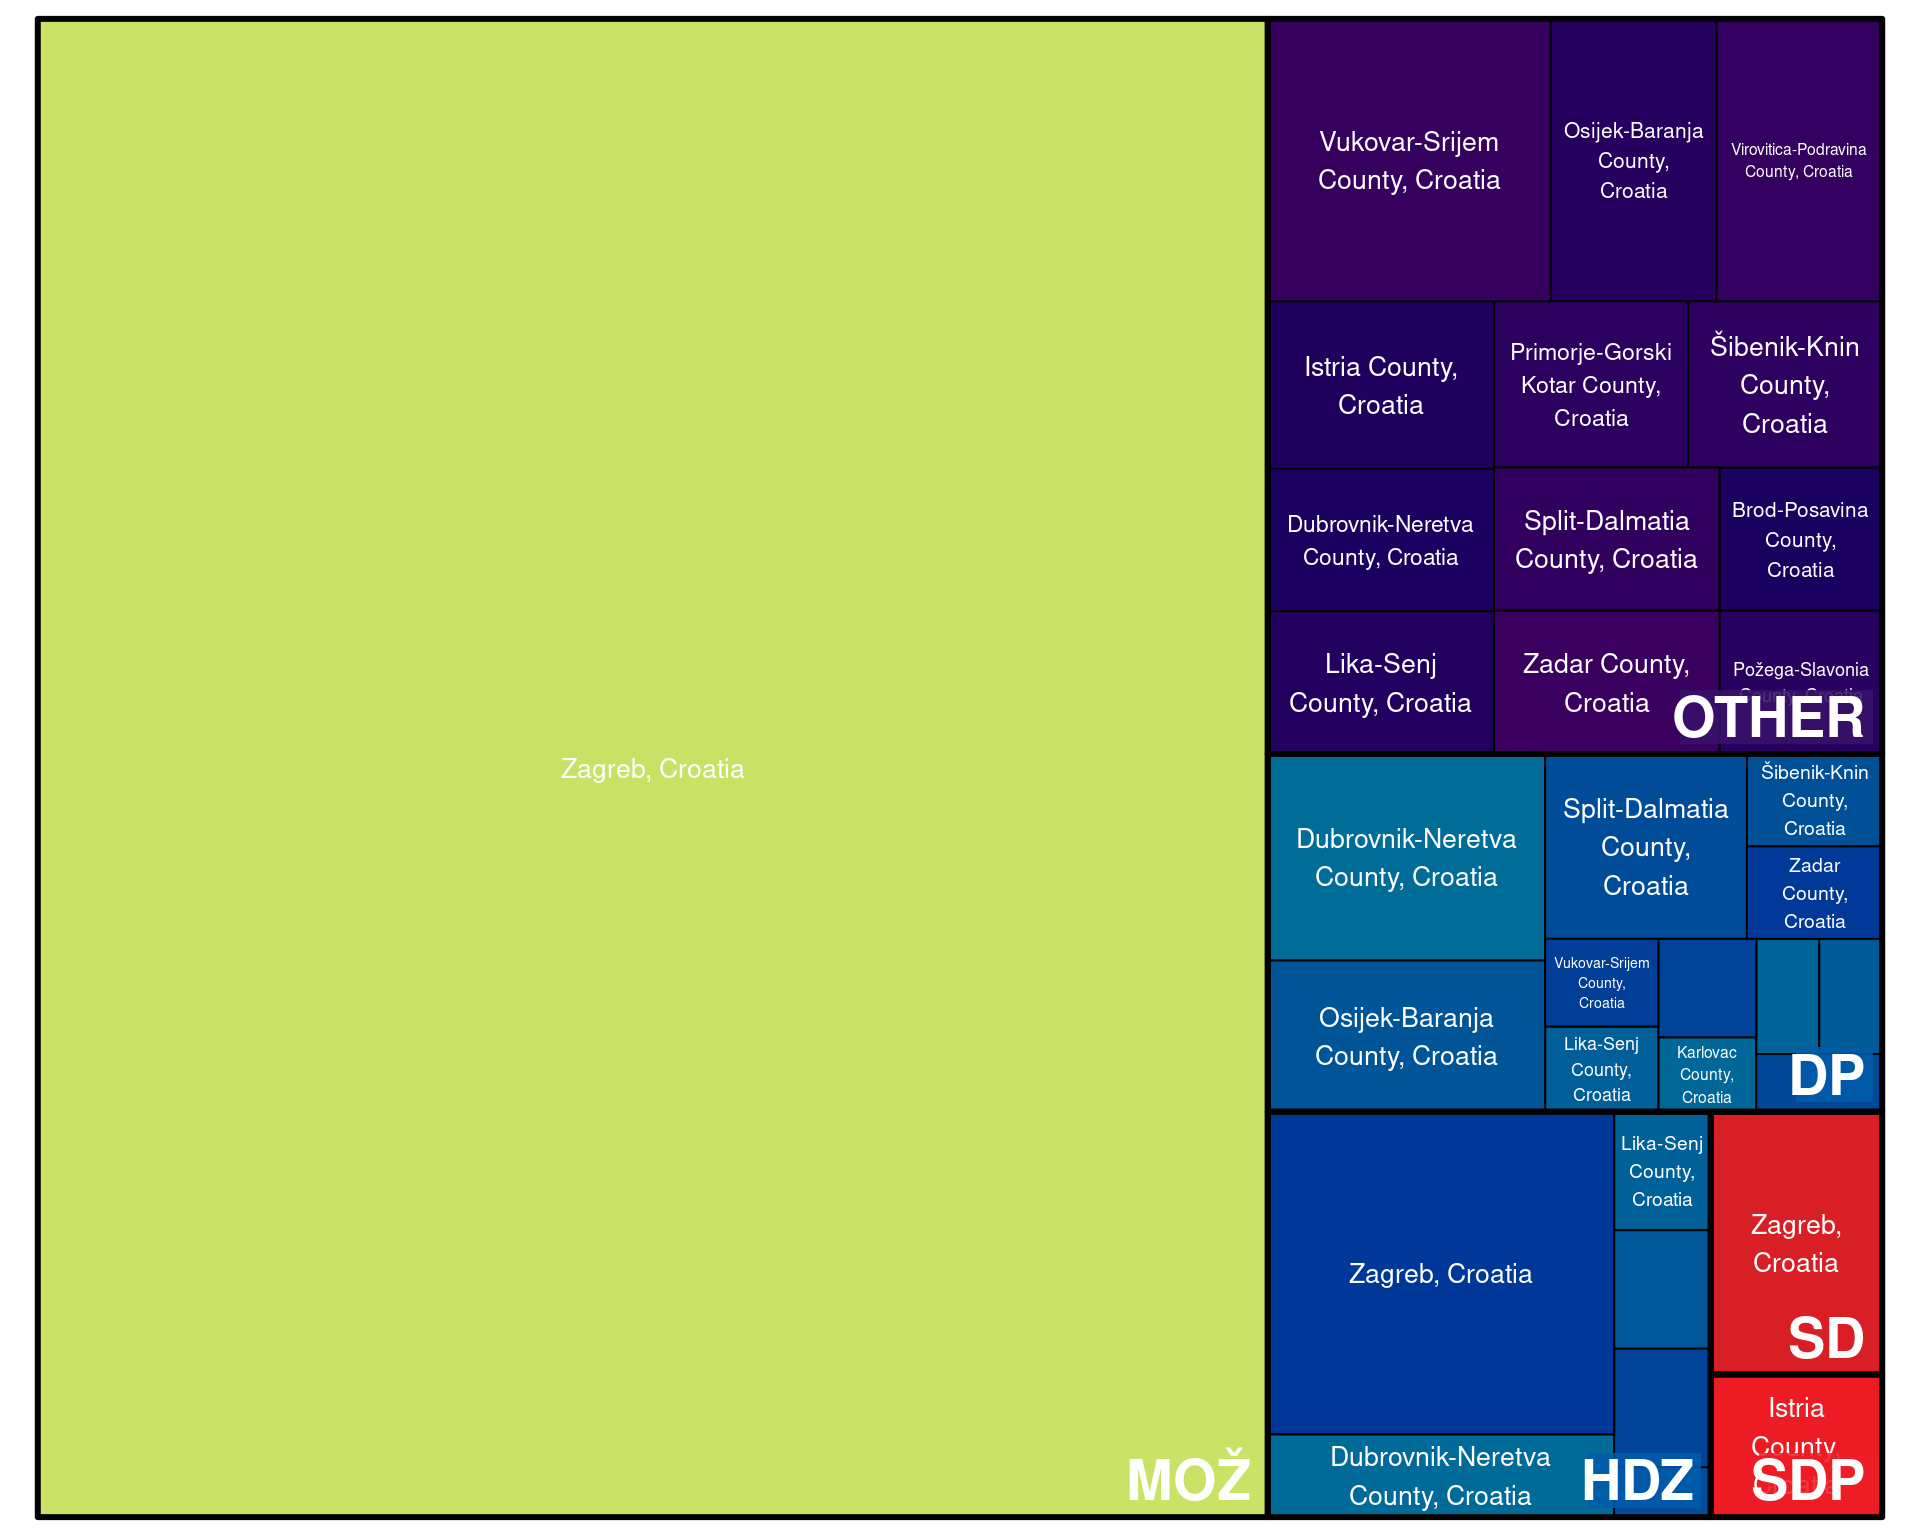 Zagreb, Croatia
MOŽ
Vukovar-Srijem
County, Croatia
Osijek-Baranja
County,
Croatia
Virovitica-Podravina
County, Croatia
Istria County,
Croatia
Primorje-Gorski
Kotar County,
Croatia
Šibenik-Knin
County,
Croatia
Dubrovnik-Neretva
County, Croatia
Split-Dalmatia
County, Croatia
Brod-Posavina
County,
Croatia
Lika-Senj
County, Croatia
Zadar County,
Croatia
Požega-Slavonia
County, Croatia
OTHER
Dubrovnik-Neretva
County, Croatia
Split-Dalmatia
County,
Croatia
Šibenik-Knin
County,
Croatia
Zadar
County,
Croatia
Osijek-Baranja
County, Croatia
Vukovar-Srijem
County,
Croatia
Lika-Senj
County,
Croatia
Karlovac
County,
Croatia
DP
Zagreb, Croatia
Lika-Senj
County,
Croatia
Dubrovnik-Neretva
County, Croatia
HDZ
Zagreb,
Croatia
SD
Istria
County,
Croatia
SDP